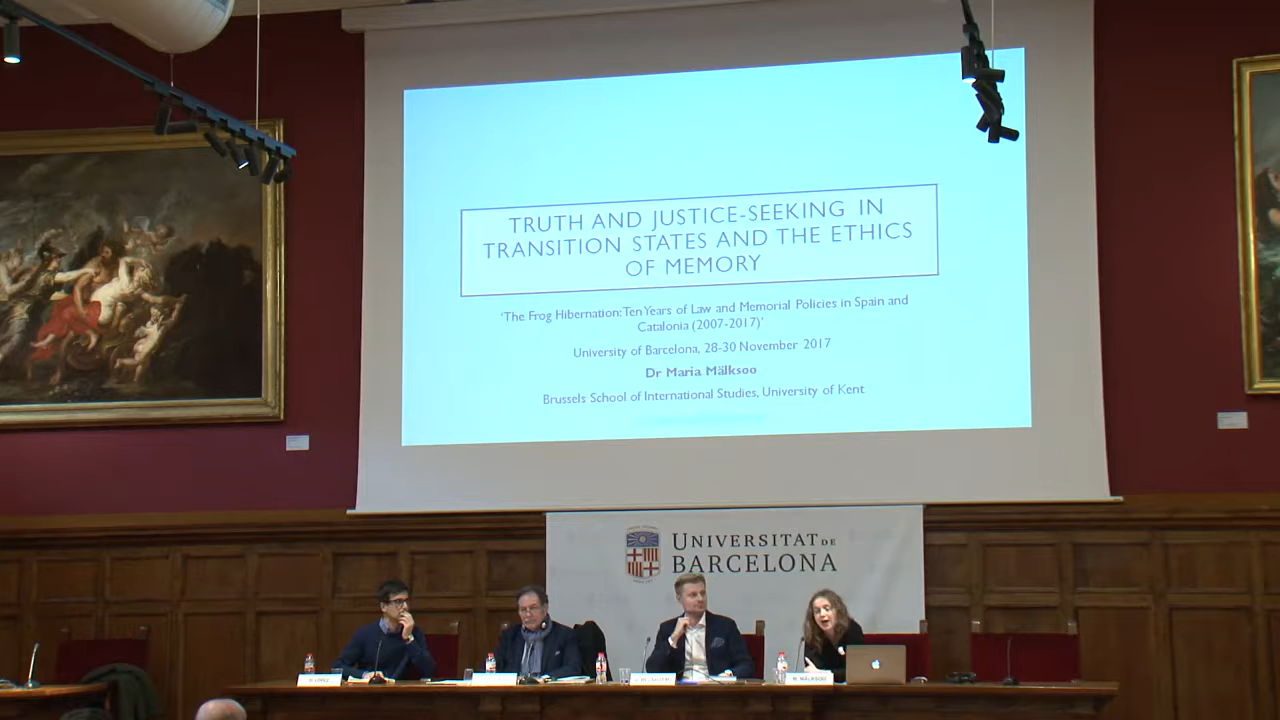 TRUTH AND JUSTICE-SEEKING IN
TRANSITION STATES AND THE ETHICS
OF MEMORY
'The Frog Hibernation: Ten Years of Law and Memorial Policies in Spain and
Catalonia (2007-2017)'
University of Barcelona, 28-30 November 2017
Dr Maria Mälksoo
Brussels School of International Studies, University of Kent
UNIVERSITAT DE
BARCELONA
M. MÄLKSOO